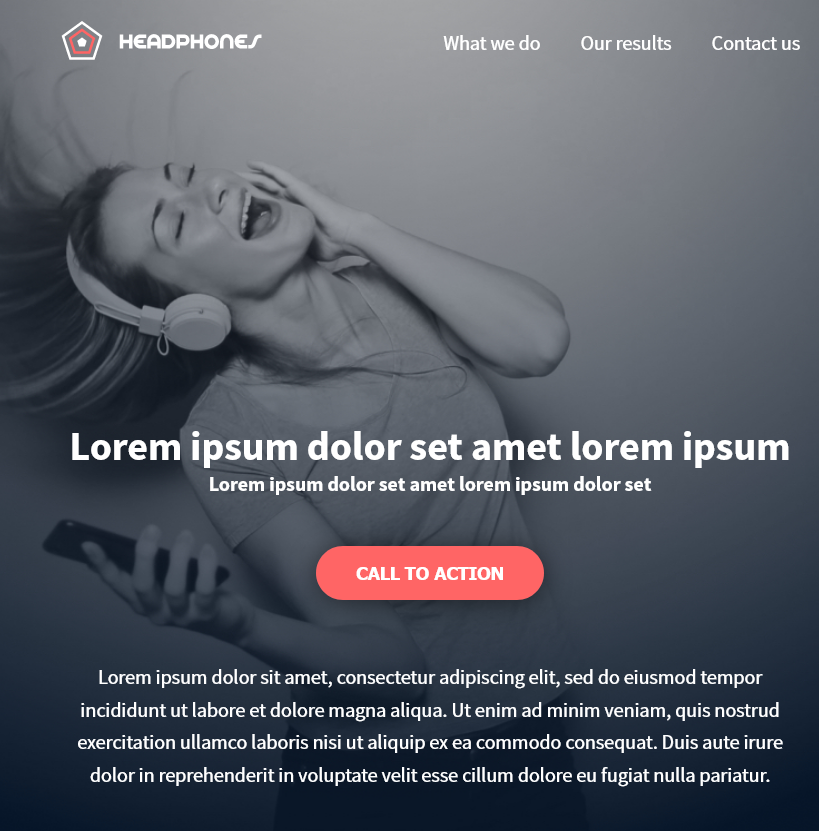 HEADPHONES
What we do Our results Contact us
Lorem ipsum dolor set amet lorem ipsum
Lorem ipsum dolor set amet lorem ipsum dolor set
CALL TO ACTION
Lorem ipsum dolor sit amet, consectetur adipiscing elit, sed do eiusmod tempor
incididunt ut labore et dolore magna aliqua. Ut enim ad minim veniam, quis nostrud
exercitation ullamco laboris nisi ut aliquip ex ea commodo consequat. Duis aute irure
dolor in reprehenderit in voluptate velit esse cillum dolore eu fugiat nulla pariatur.